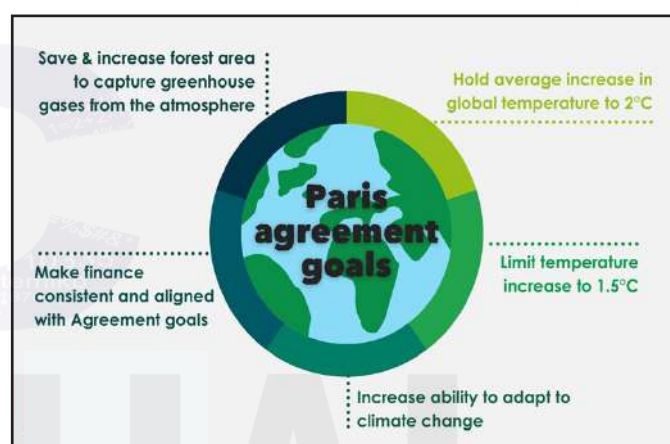 Save & increase forest area
to capture greenhouse
gases from the atmosphere
Hold average increase in
global temperature to 2°C
Paris
agreement
goals
Make finance
consistent and aligned
with Agreement goals
Limit temperature
increase to 1.5°C
Increase ability to adapt to
climate change